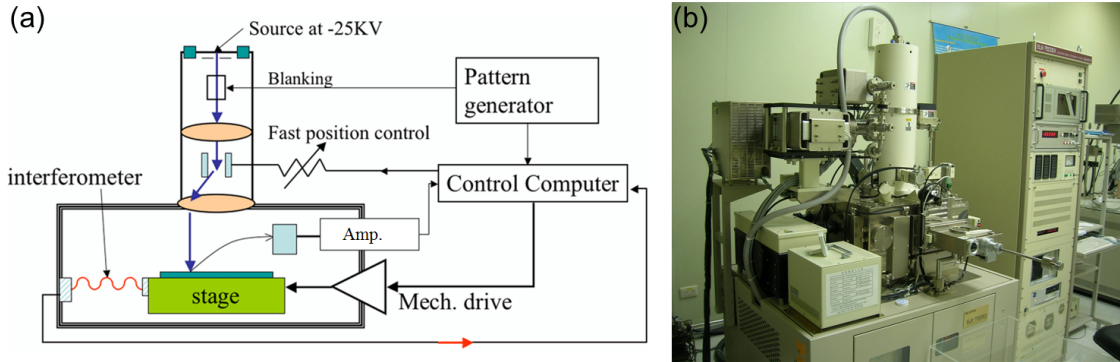 (a)
Source at -25KV
Blanking
Pattern
generator
Fast position control
interferometer
Control Computer
Amp.
stage
Mech. drive
(b)